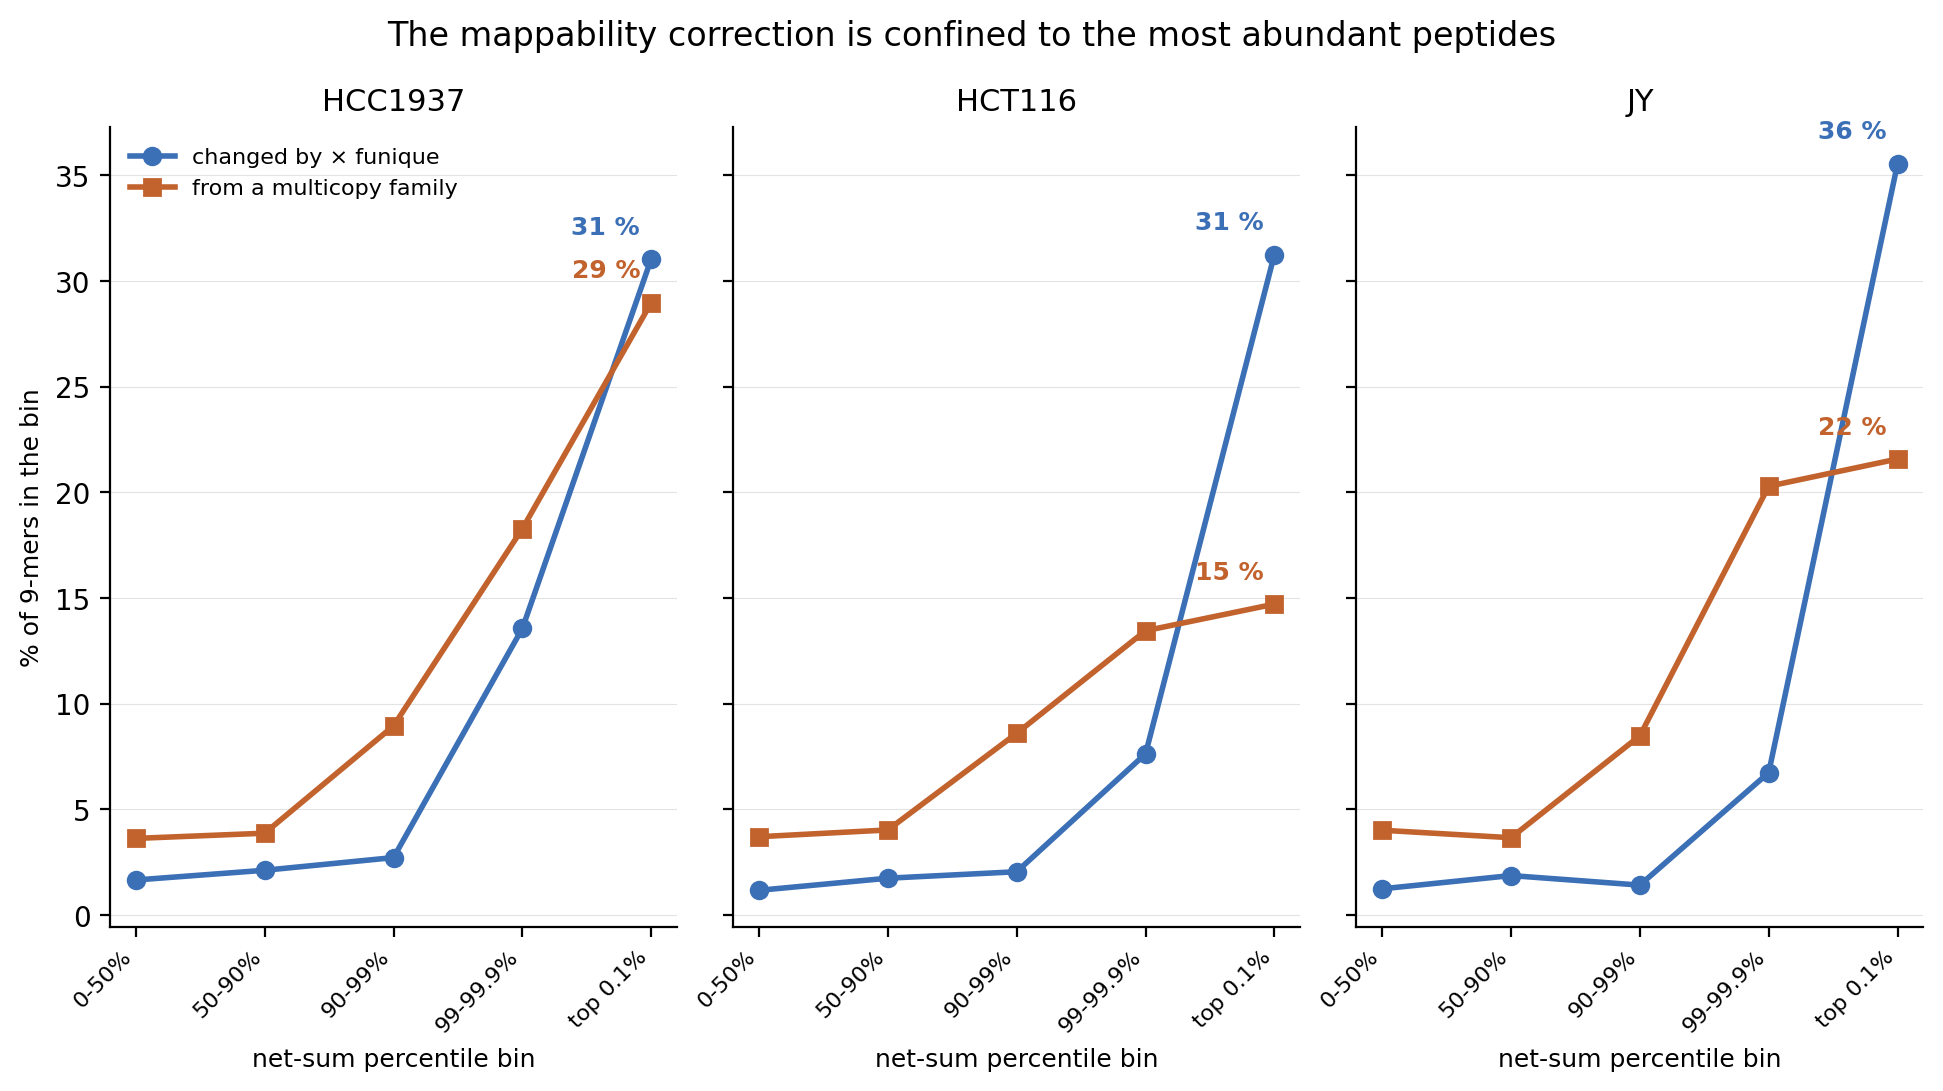 The mappability correction is confined to the most abundant peptides
HCC1937
HCT116
JY
% of 9-mers in the bin
35
30
25
20
15
10
5
0
changed by × funique
from a multicopy family
31 %
29 %
31 %
15 %
36 %
22 %
0-50%
50-90%
90-99%
99-99.9%
top 0.1%
net-sum percentile bin
0-50%
50-90%
90-99%
99-99.9%
top 0.1%
net-sum percentile bin
0-50%
50-90%
90-99%
99-99.9%
top 0.1%
net-sum percentile bin